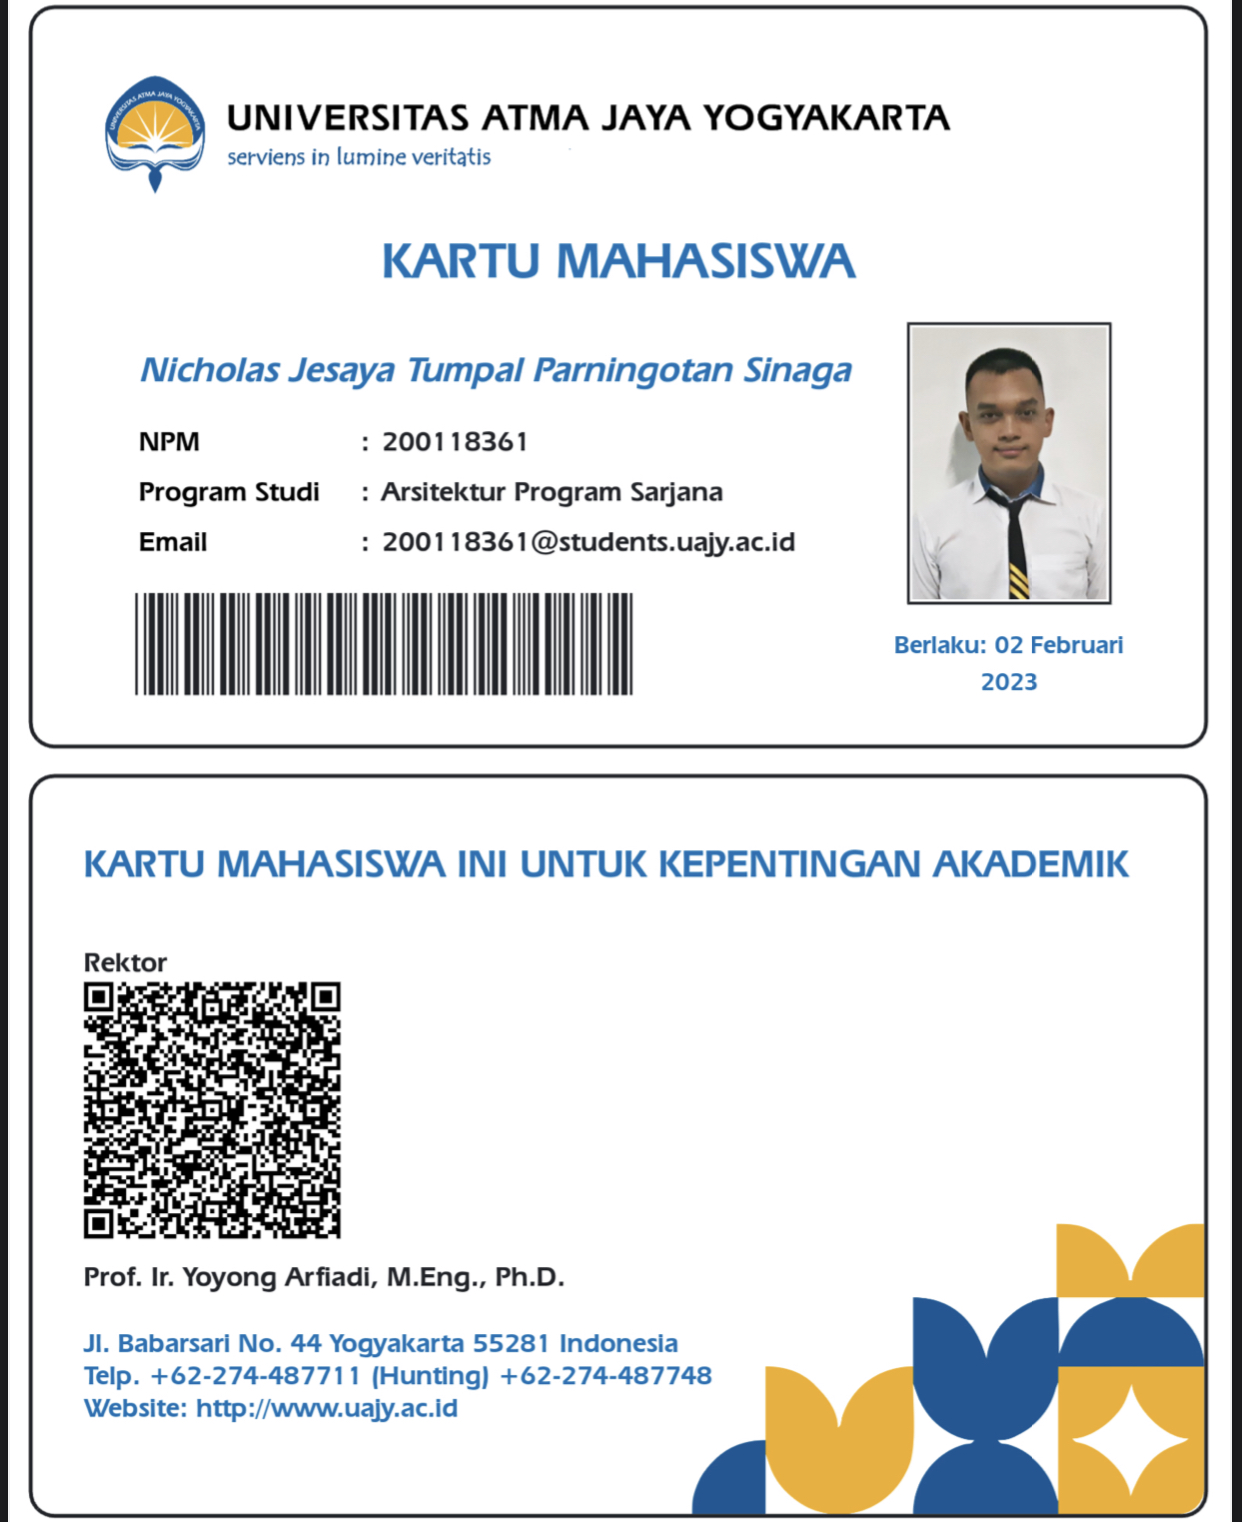 UNIVERSITAS ATMA JAYA YOGYAKARTA
UNIVERSITAS ATMA JAYA YOGYAKARTA
serviens in lumine veritatis
KARTU MAHASISWA
Nicholas Jesaya Tumpal Parningotan Sinaga
NPM : 200118361
Program Studi : Arsitektur Program Sarjana
Email : 200118361@students.uajy.ac.id
Berlaku: 02 Februari
2023
KARTU MAHASISWA INI UNTUK KEPENTINGAN AKADEMIK
Rektor
Prof. Ir. Yoyong Arfiadi, M.Eng., Ph.D.
Jl. Babarsari No. 44 Yogyakarta 55281 Indonesia
Telp. +62-274-487711 (Hunting) +62-274-487748
Website: http://www.uajy.ac.id